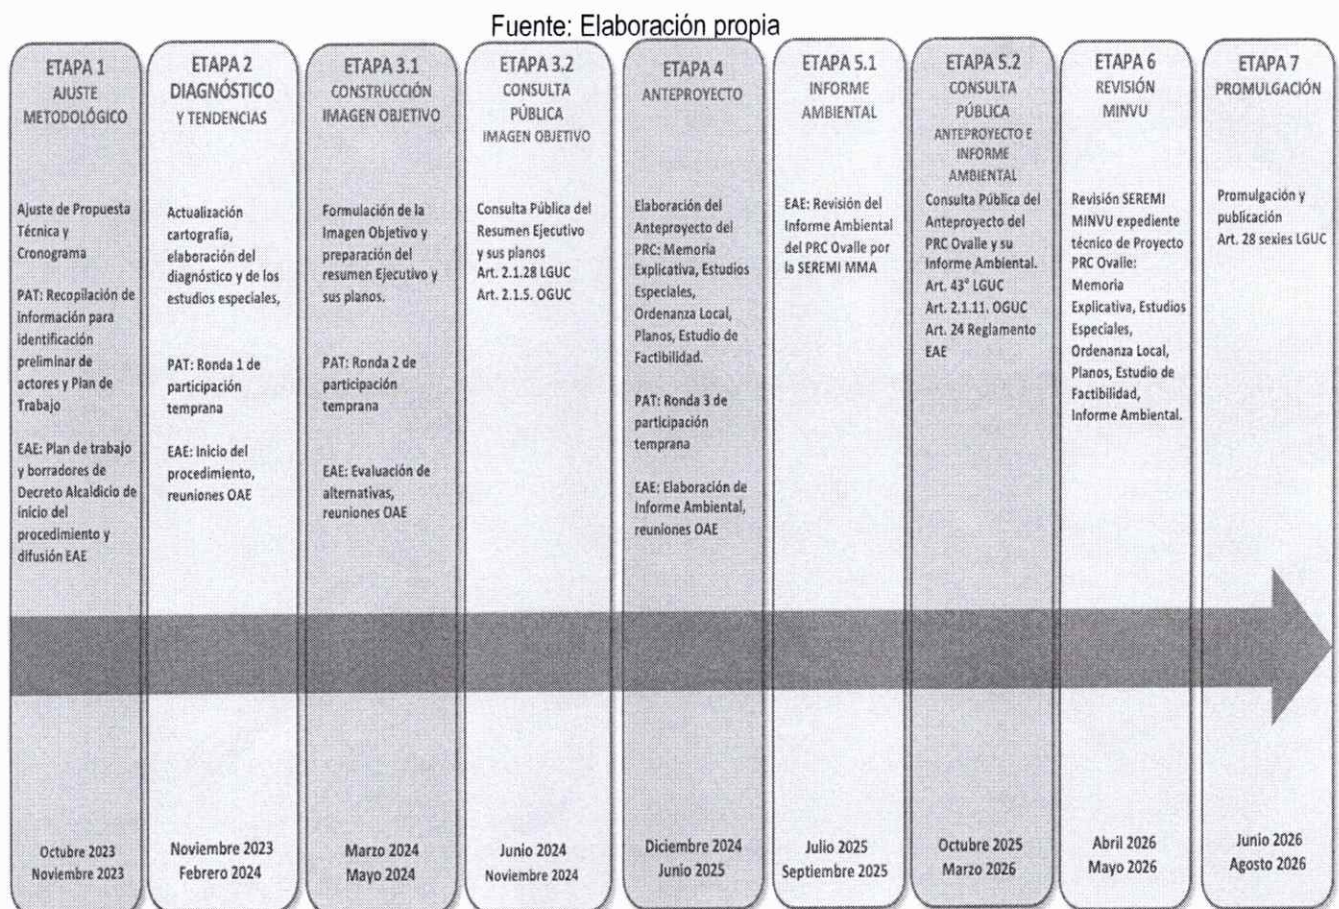 Fuente: Elaboración propia
ETAPA 1
AJUSTE
METODOLÓGICO
Ajuste de Propuesta
Técnica y
Cronograma
PAT: Recopilación de
información para
identificación
preliminar de
actores y Plan de
Trabajo
EAE: Plan de trabajo
y borradores de
Decreto Alcaldicio de
inicio del
procedimiento y
difusión EAE
Octubre 2023
Noviembre 2023
ETAPA 2
DIAGNÓSTICO
Y TENDENCIAS
Actualización
cartografía,
elaboración del
diagnóstico y de los
estudios especiales,
PAT: Ronda 1 de
participación
temprana
EAE: Inicio del
procedimiento,
reuniones OAE
Noviembre 2023
Febrero 2024
ETAPA 3.1
CONSTRUCCIÓN
IMAGEN OBJETIVO
Formulación de la
Imagen Objetivo y
preparación del
resumen Ejecutivo y
sus planos.
PAT: Ronda 2 de
participación
temprana
EAE: Evaluación de
alternativas,
reuniones OAE
Marzo 2024
Mayo 2024
ETAPA 3.2
CONSULTA
PÚBLICA
IMAGEN OBJETIVO
Consulta Pública del
Resumen Ejecutivo
y sus planos
Art. 2.1.28 LGUC
Art. 2.1.5. OGUC
Junio 2024
Noviembre 2024
ETAPA 4
ANTEPROYECTO
Elaboración del
Anteproyecto del
PRC: Memoria
Explicativa, Estudios
Especiales,
Ordenanza Local,
Planos, Estudio de
Factibilidad.
PAT: Ronda 3 de
participación
temprana
EAE: Elaboración de
Informe Ambiental,
reuniones OAE
Diciembre 2024
Junio 2025
ETAPA 5.1
INFORME
AMBIENTAL
EAE: Revisión del
Informe Ambiental
del PRC Ovalle por
la SEREMI MMA
Julio 2025
Septiembre 2025
ETAPA 5.2
CONSULTA
PÚBLICA
ANTEPROYECTO E
INFORME
AMBIENTAL
Consulta Pública del
Anteproyecto del
PRC Ovalle y su
Informe Ambiental.
Art. 43° LGUC
Art. 2.1.11. OGUC
Art. 24 Reglamento
EAE
Octubre 2025
Marzo 2026
ETAPA 6
REVISIÓN
MINVU
Revisión SEREMI
MINVU expediente
técnico de Proyecto
PRC Ovalle:
Memoria
Explicativa, Estudios
Especiales,
Ordenanza Local,
Planos, Estudio de
Factibilidad,
Informe Ambiental.
Abril 2026
Mayo 2026
ETAPA 7
PROMULGACIÓN
Promulgación y
publicación
Art. 28 sexies LGUC
Junio 2026
Agosto 2026